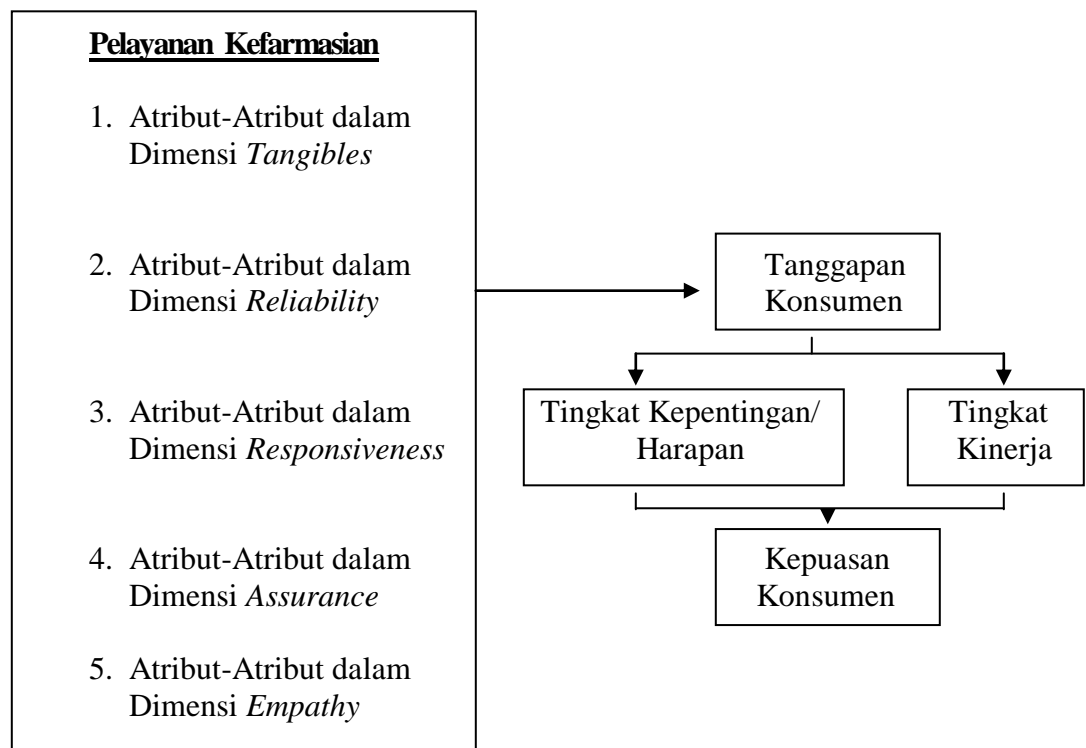 Pelayanan Kefarmasian
1. Atribut-Atribut dalam
Dimensi Tangibles
2. Atribut-Atribut dalam
Dimensi Reliability
3. Atribut-Atribut dalam
Dimensi Responsiveness
4. Atribut-Atribut dalam
Dimensi Assurance
5. Atribut-Atribut dalam
Dimensi Empathy
Tanggapan
Konsumen
Tingkat Kepentingan/
Harapan
Tingkat
Kinerja
Kepuasan
Konsumen